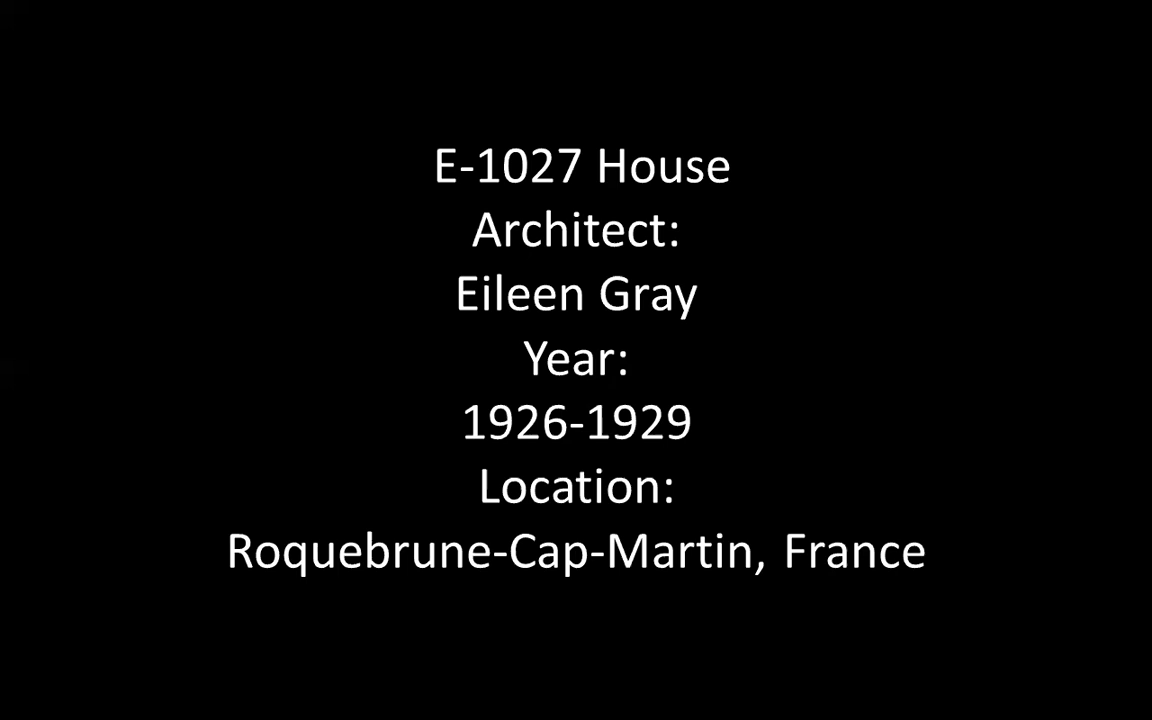 E-1027 House
Architect:
Eileen Gray
Year:
1926-1929
Location:
Roquebrune-Cap-Martin, France